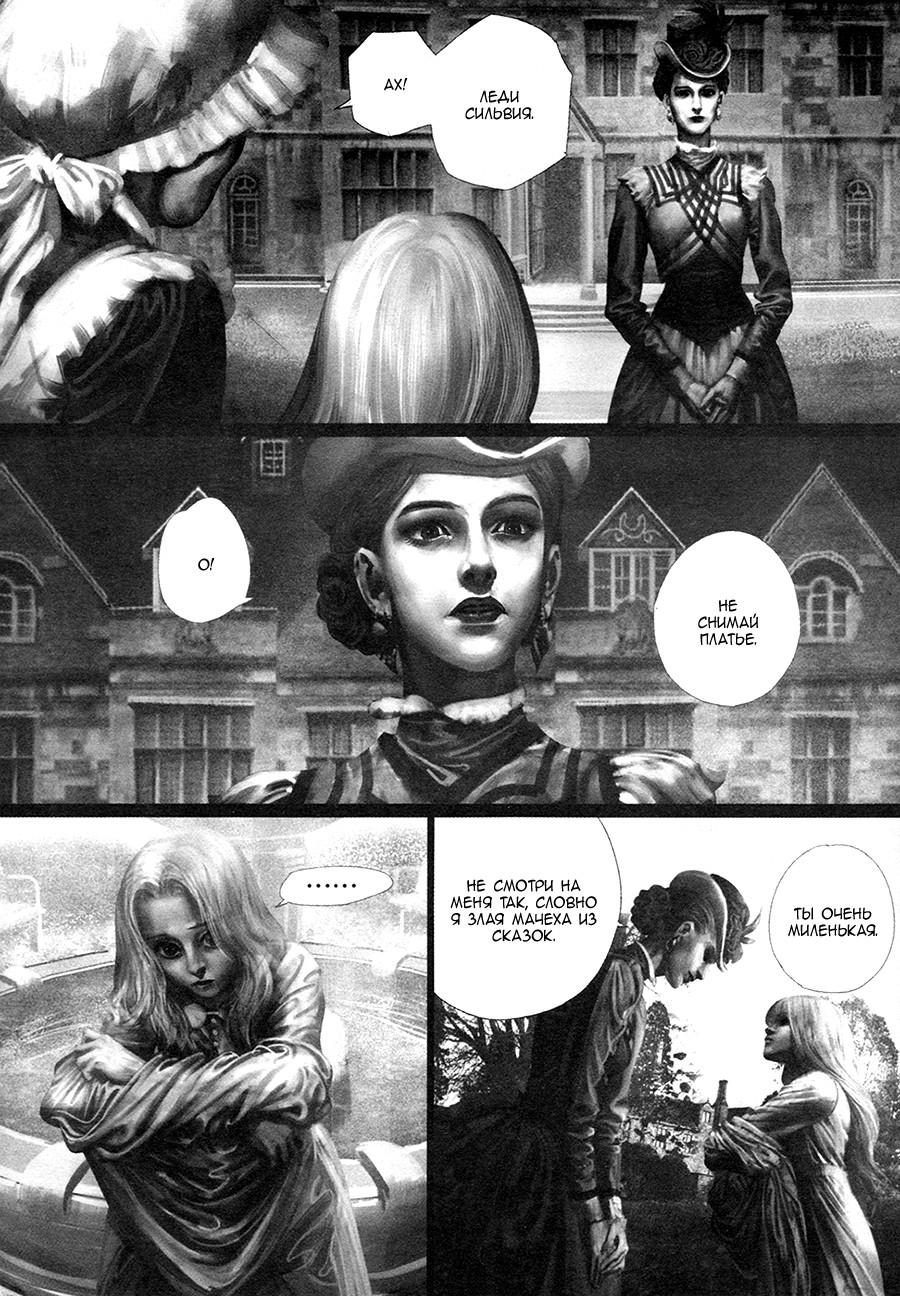 АХ!
ЛЕДИ
СИЛЬВИЯ.
О!
НЕ
СНИМАЙ
ПЛАТЬЕ.
......
НЕ СМОТРИ НА
МЕНЯ ТАК, СЛОВНО
Я ЗЛАЯ МАЧЕХА ИЗ
СКАЗОК.
ТЫ ОЧЕНЬ
МИЛЕНЬКАЯ.